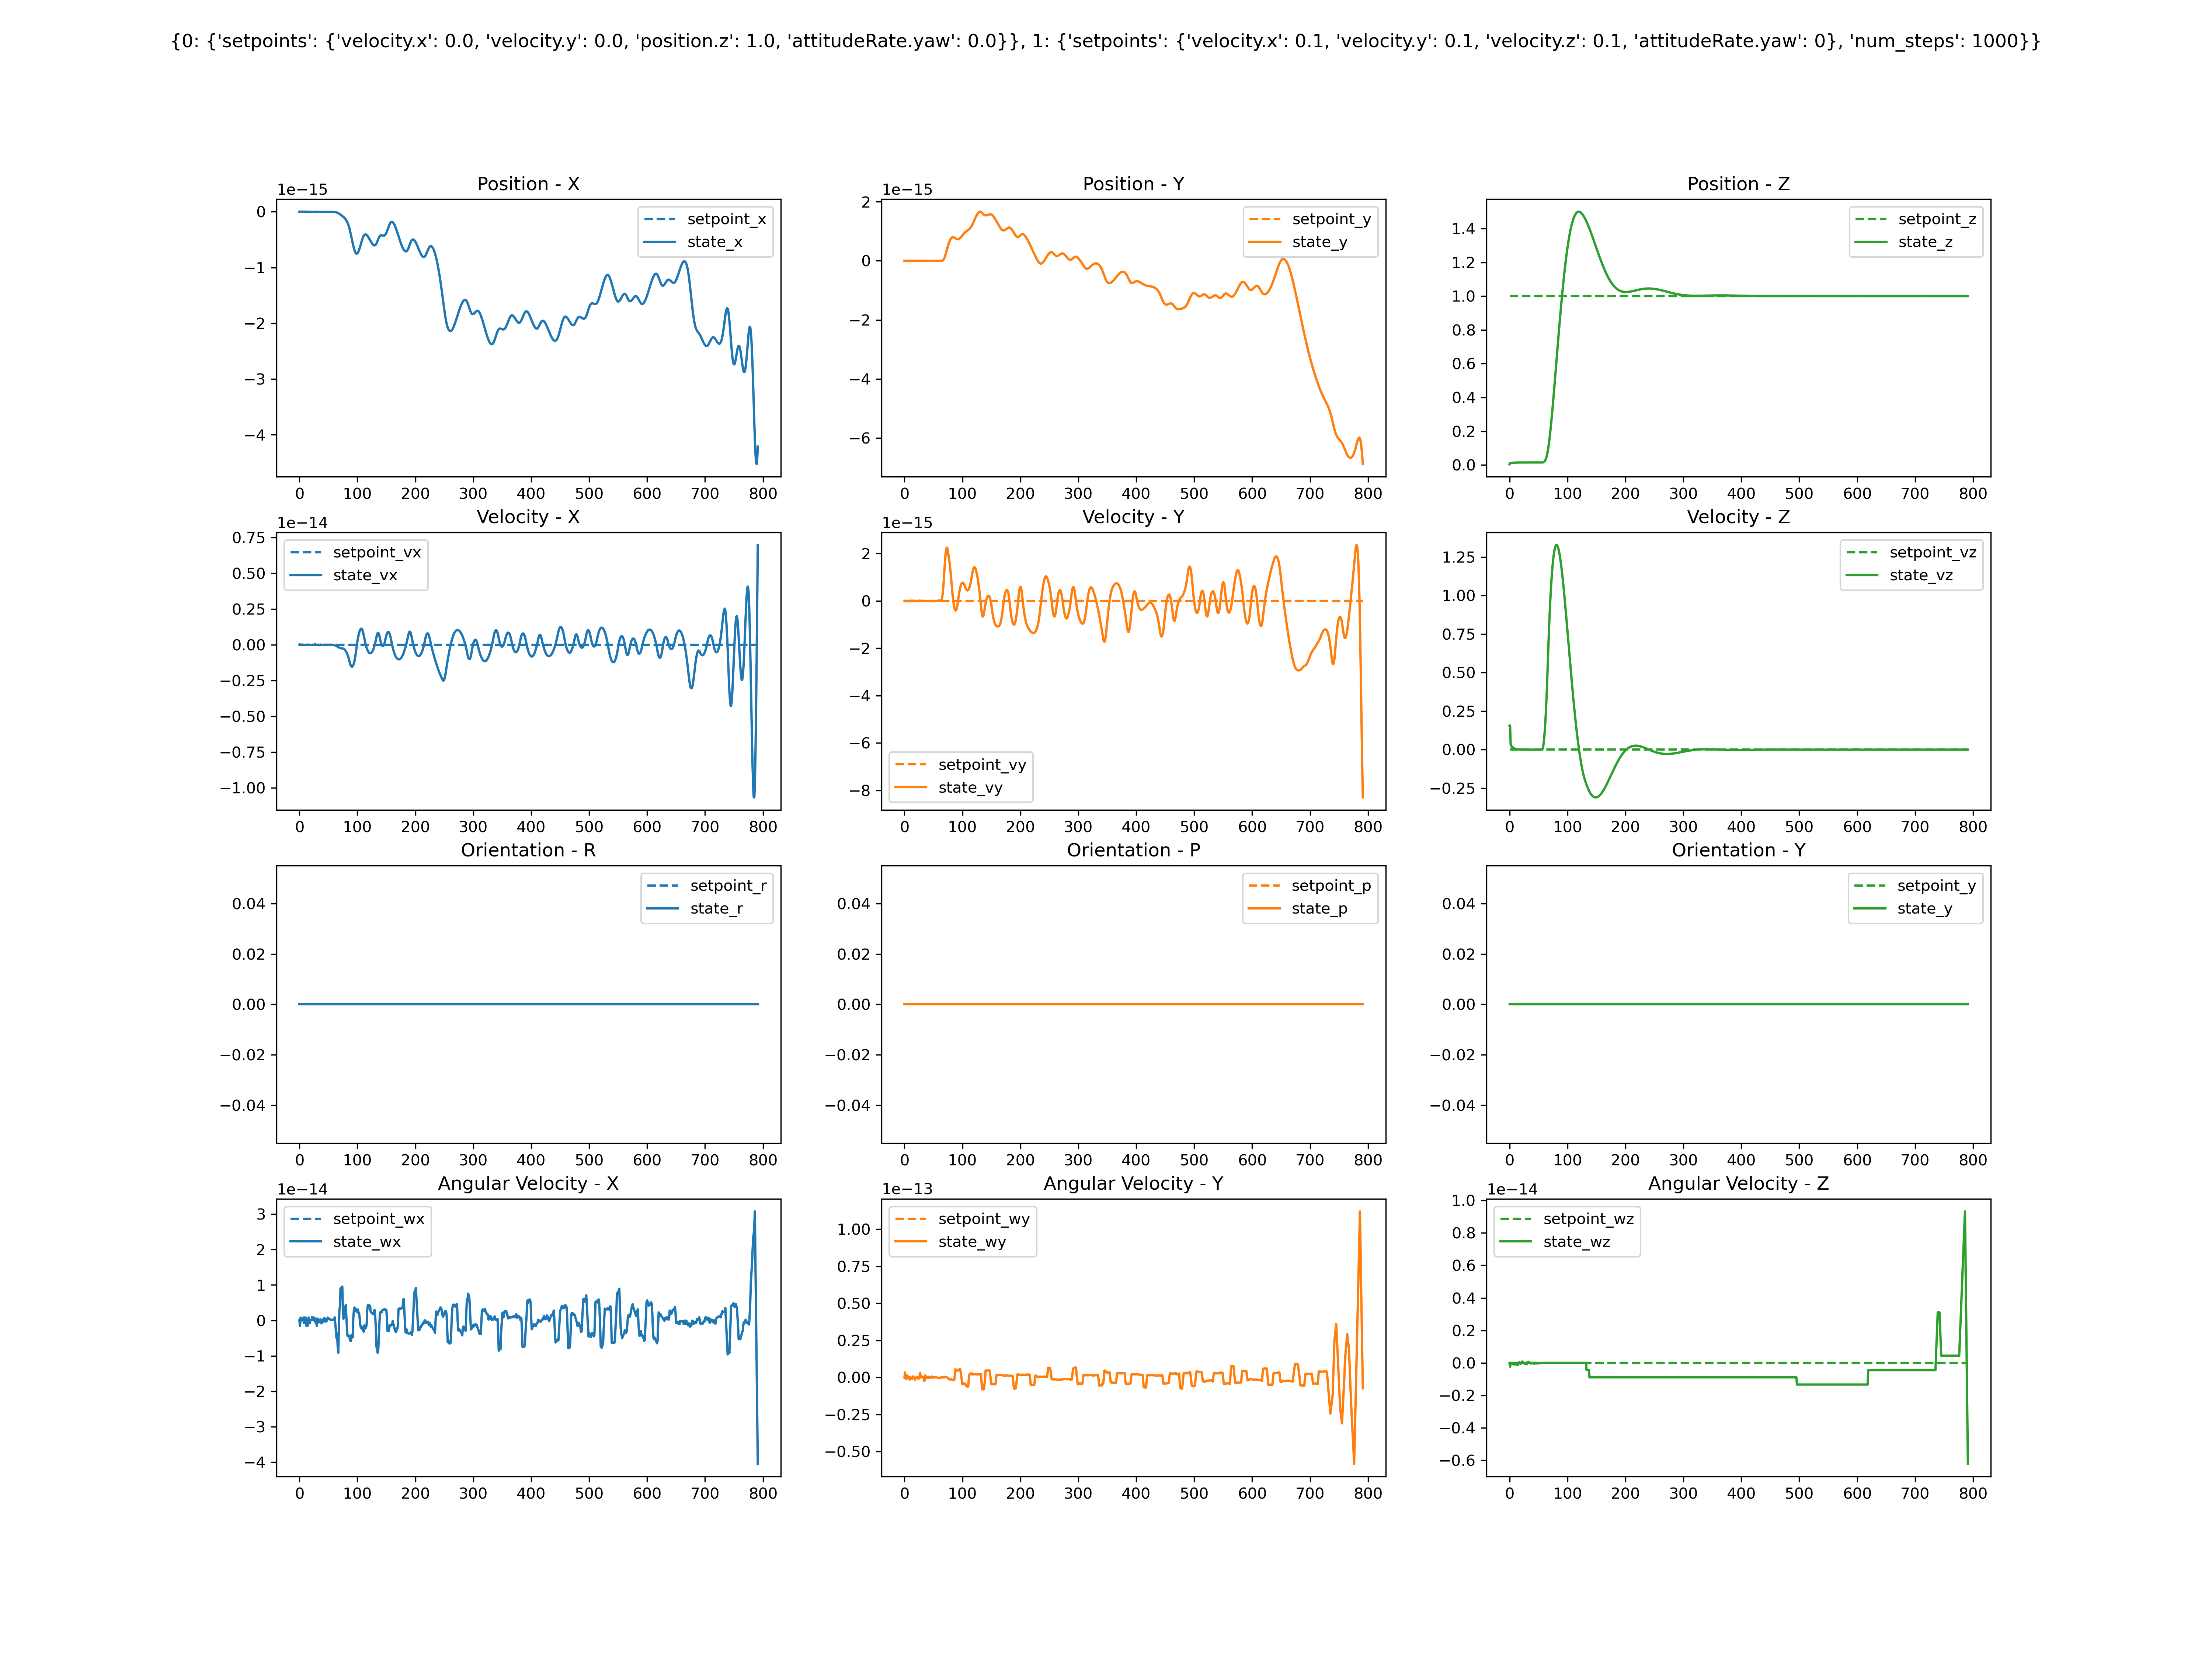 {0: {'setpoints': {'velocity.x': 0.0, 'velocity.y': 0.0, 'position.z': 1.0, 'attitudeRate.yaw': 0.0}}, 1: {'setpoints': {'velocity.x': 0.1, 'velocity.y': 0.1, 'velocity.z': 0.1, 'attitudeRate.yaw': 0}, 'num_steps': 1000}}
Position - X
1e−15
0
−1
−2
−3
−4
setpoint_x
state_x
0 100 200 300 400 500 600 700 800
Position - Y
1e−15
2
0
−2
−4
−6
setpoint_y
state_y
0 100 200 300 400 500 600 700 800
Position - Z
1.4
1.2
1.0
0.8
0.6
0.4
0.2
0.0
setpoint_z
state_z
0 100 200 300 400 500 600 700 800
Velocity - X
1e−14
0.75
0.50
0.25
0.00
−0.25
−0.50
−0.75
−1.00
setpoint_vx
state_vx
0 100 200 300 400 500 600 700 800
Velocity - Y
1e−15
2
0
−2
−4
−6
−8
setpoint_vy
state_vy
0 100 200 300 400 500 600 700 800
Velocity - Z
1.25
1.00
0.75
0.50
0.25
0.00
−0.25
setpoint_vz
state_vz
0 100 200 300 400 500 600 700 800
Orientation - R
0.04
0.02
0.00
−0.02
−0.04
setpoint_r
state_r
0 100 200 300 400 500 600 700 800
Orientation - P
0.04
0.02
0.00
−0.02
−0.04
setpoint_p
state_p
0 100 200 300 400 500 600 700 800
Orientation - Y
0.04
0.02
0.00
−0.02
−0.04
setpoint_y
state_y
0 100 200 300 400 500 600 700 800
Angular Velocity - X
1e−14
3
2
1
0
−1
−2
−3
−4
setpoint_wx
state_wx
0 100 200 300 400 500 600 700 800
Angular Velocity - Y
1e−13
1.00
0.75
0.50
0.25
0.00
−0.25
−0.50
setpoint_wy
state_wy
0 100 200 300 400 500 600 700 800
Angular Velocity - Z
1e−14
1.0
0.8
0.6
0.4
0.2
0.0
−0.2
−0.4
−0.6
setpoint_wz
state_wz
0 100 200 300 400 500 600 700 800